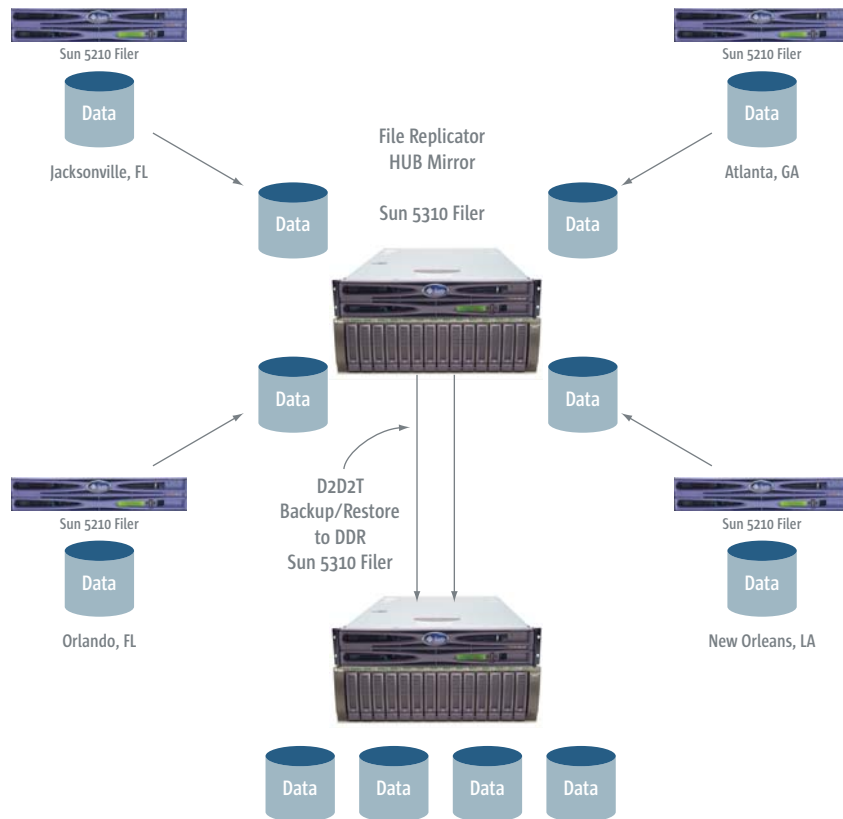 Sun 5210 Filer
Data
Jacksonville, FL
Sun 5210 Filer
Data
Atlanta, GA
File Replicator
HUB Mirror
Sun 5310 Filer
Data
Data
Data
Data
Sun 5210 Filer
Data
Orlando, FL
D2D2T
Backup/Restore
to DDR
Sun 5310 Filer
Sun 5210 Filer
Data
New Orleans, LA
Data
Data
Data
Data